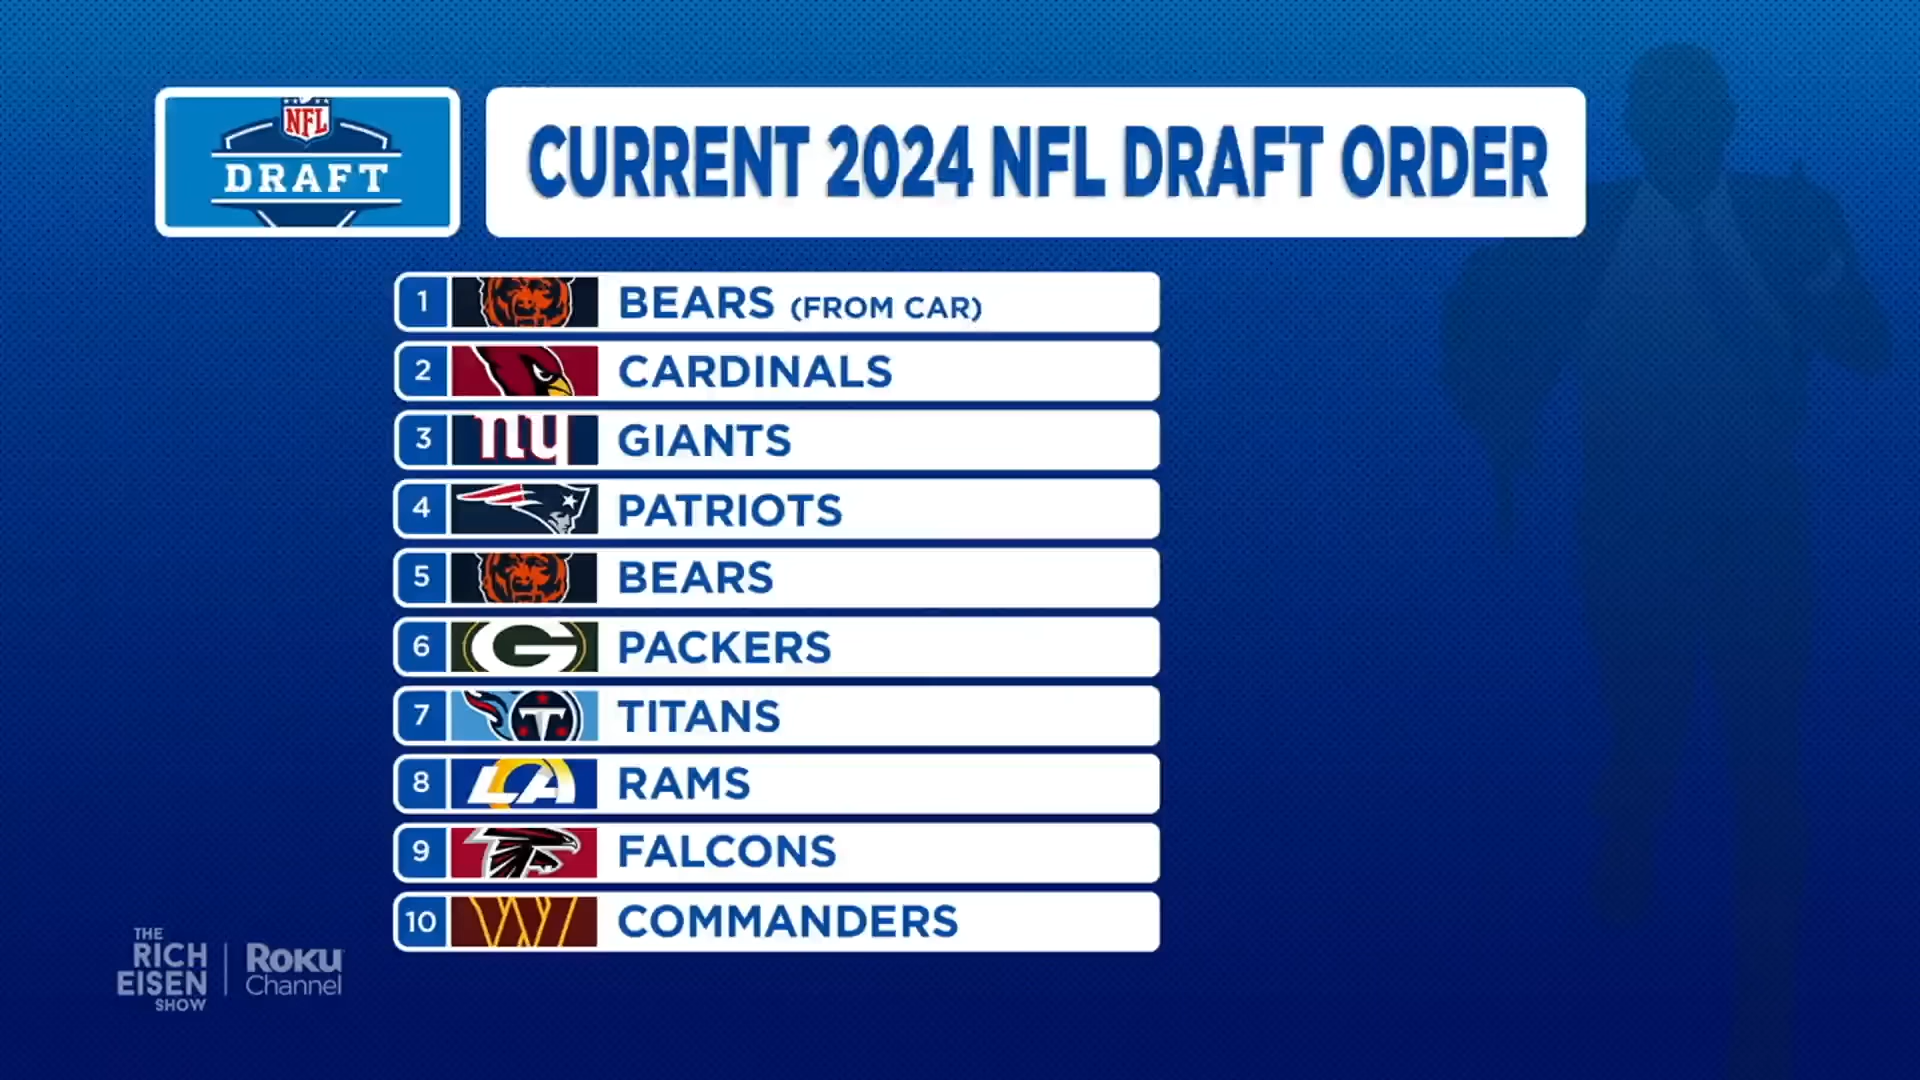 NFL
DRAFT
CURRENT 2024 NFL DRAFT ORDER
1 BEARS (FROM CAR)
2 CARDINALS
3 ny GIANTS
4 PATRIOTS
5 BEARS
6 G PACKERS
7 T TITANS
8 LA RAMS
9 FALCONS
10 W COMMANDERS
THE
RICH
EISEN
SHOW
Roku
Channel